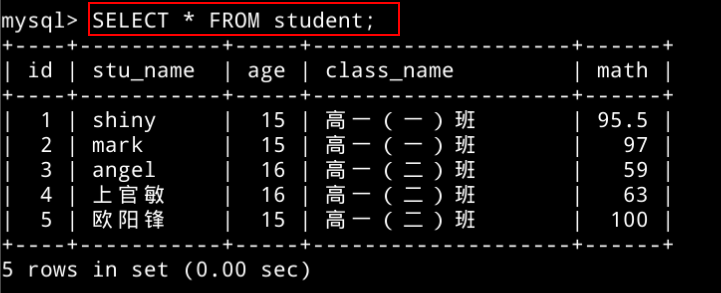 mysql> SELECT * FROM student;
+----+-----------+-----+--------------------+------+
| id | stu_name | age | class_name | math |
+----+-----------+-----+--------------------+------+
| 1 | shiny | 15 | 高一(一)班 | 95.5 |
| 2 | mark | 15 | 高一(一)班 | 97 |
| 3 | angel | 16 | 高一(二)班 | 59 |
| 4 | 上官敏 | 16 | 高一(二)班 | 63 |
| 5 | 欧阳锋 | 15 | 高一(二)班 | 100 |
+----+-----------+-----+--------------------+------+
5 rows in set (0.00 sec)